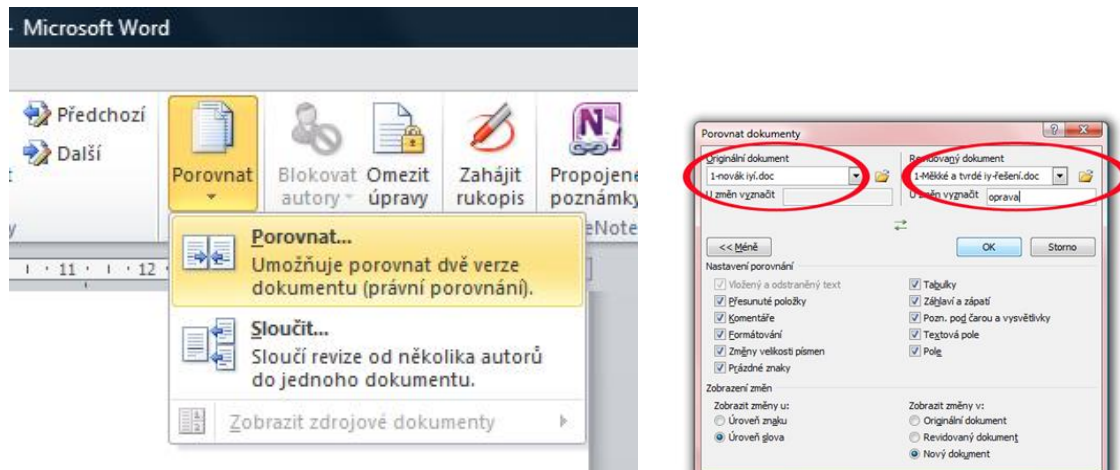 Microsoft Word
Předchozí
Další
Porovnat
Blokovat autory
Omezit úpravy
Zahájit rukopis
Propojené poznámky
eNote
11 12
Porovnat...
Umožňuje porovnat dvě verze
dokumentu (právní porovnání).
Sloučit...
Sloučí revize od několika autorů
do jednoho dokumentu.
Zobrazit zdrojové dokumenty
Porovnat dokumenty
Originální dokument
1-novák iyí.doc
U změn vyznačit
Revidovaný dokument
1-Měkké a tvrdé iy-řešení.doc
U změn vyznačit oprava
<< Méně
OK
Storno
Nastavení porovnání
Vložený a odstraněný text
Přesunuté položky
Komentáře
Formátování
Změny velikosti písmen
Prázdné znaky
Tabulky
Záhlaví a zápatí
Pozn. pod čarou a vysvětlivky
Textová pole
Pole
Zobrazení změn
Zobrazit změny u:
Úroveň znaku
Úroveň slova
Zobrazit změny v:
Originální dokument
Revidovaný dokument
Nový dokument